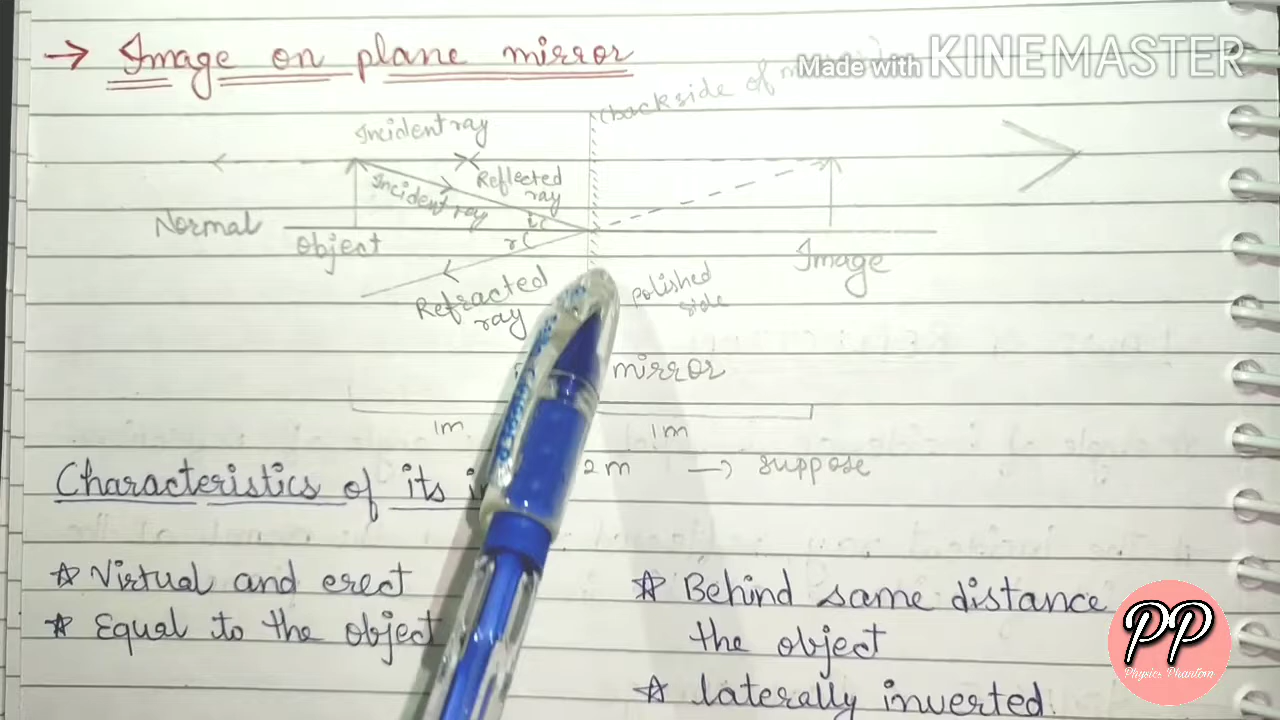 → Image on plane mirror
Made with KINEMASTER
(backside of
Incident ray
Reflected
ray
Incident ray
i
r
Normal
object
Image
Refracted
ray
polished
side
mirror
1m
1m
2m → suppose
Characteristics of its
☆ Virtual and erect
☆ Equal to the object
☆ Behind same distance
the object
☆ laterally inverted.
PP
Physics Phantom